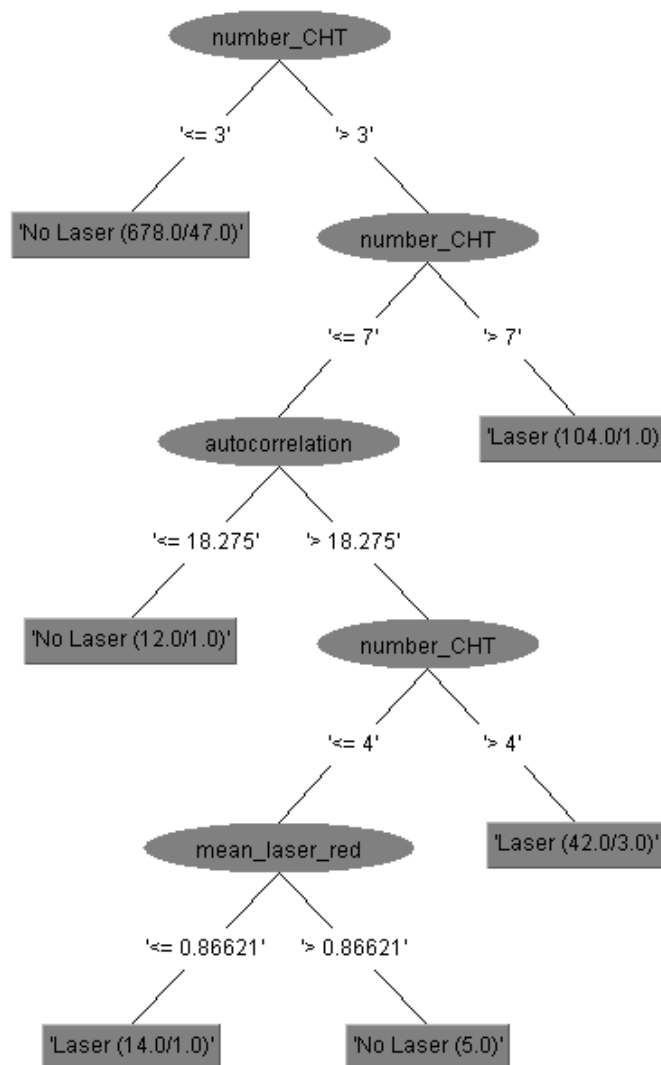 number_CHT
'<= 3'
'> 3'
'No Laser (678.0/47.0)'
number_CHT
'<= 7'
'> 7'
autocorrelation
'Laser (104.0/1.0)
'<= 18.275'
'> 18.275'
'No Laser (12.0/1.0)'
number_CHT
'<= 4'
'> 4'
mean_laser_red
'Laser (42.0/3.0)'
'<= 0.86621'
'> 0.86621'
'Laser (14.0/1.0)'
'No Laser (5.0)'